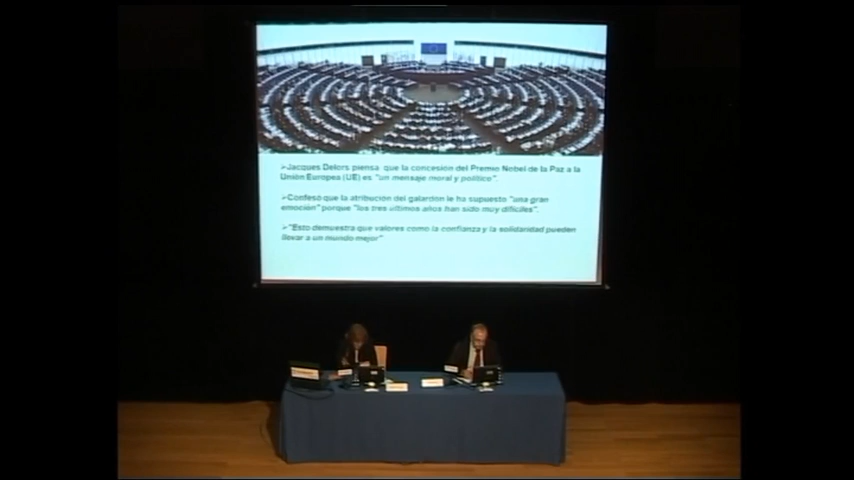 ➢Jacques Delors piensa que la concesión del Premio Nobel de la Paz a la
Unión Europea (UE) es "un mensaje moral y político".
➢Confesó que la atribución del galardón le ha supuesto "una gran
emoción" porque "los tres últimos años han sido muy difíciles".
➢"Esto demuestra que valores como la confianza y la solidaridad pueden
llevar a un mundo mejor"